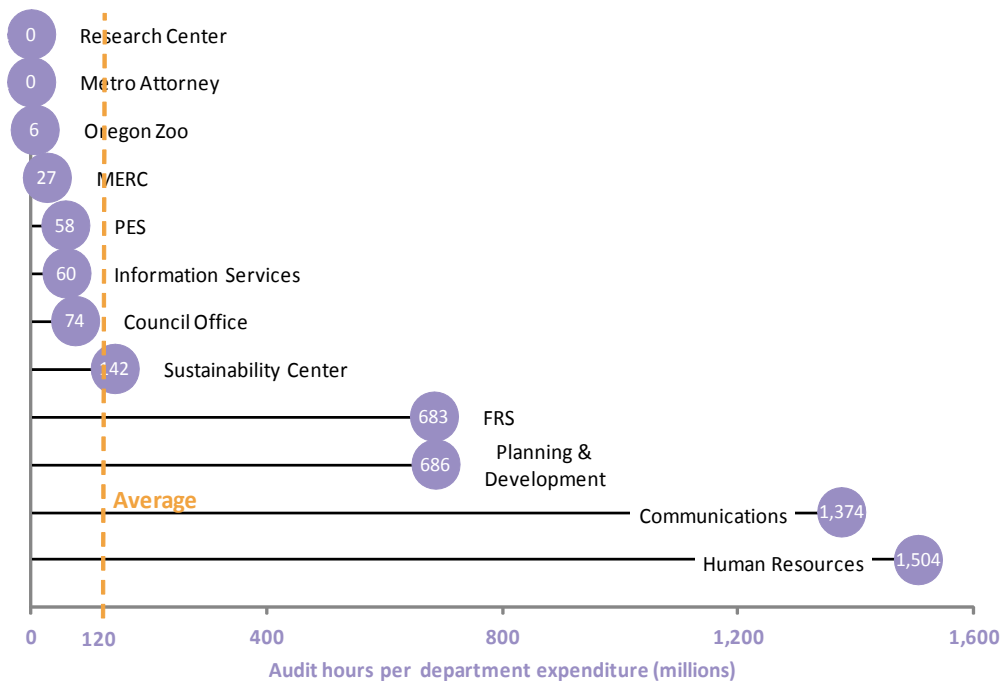 0 Research Center
0 Metro Attorney
6 Oregon Zoo
27 MERC
58 PES
60 Information Services
74 Council Office
142 Sustainability Center
683 FRS
686 Planning &
Development
Average
Communications 1,374
Human Resources 1,504
0 120 400 800 1,200 1,600
Audit hours per department expenditure (millions)